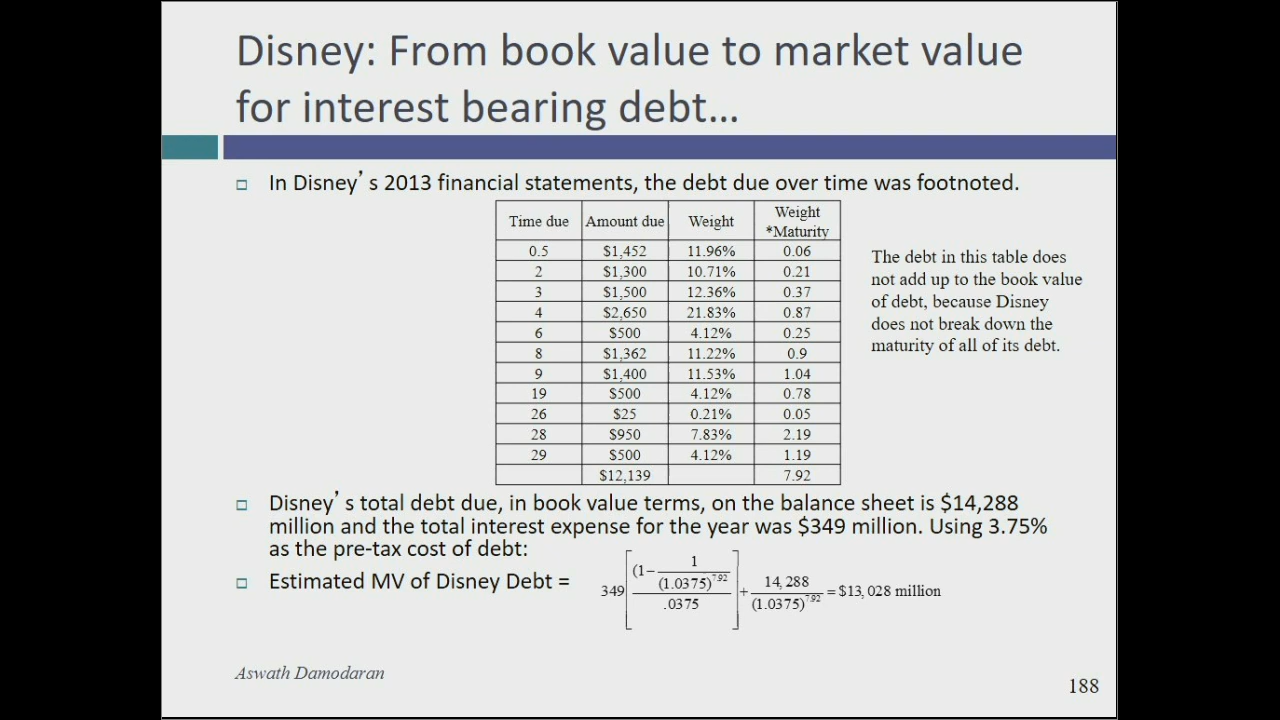 Disney: From book value to market value
for interest bearing debt…
In Disney’s 2013 financial statements, the debt due over time was footnoted.
Time due Amount due Weight Weight *Maturity
0.5 $1,452 11.96% 0.06
2 $1,300 10.71% 0.21
3 $1,500 12.36% 0.37
4 $2,650 21.83% 0.87
6 $500 4.12% 0.25
8 $1,362 11.22% 0.9
9 $1,400 11.53% 1.04
19 $500 4.12% 0.78
26 $25 0.21% 0.05
28 $950 7.83% 2.19
29 $500 4.12% 1.19
$12,139 7.92
The debt in this table does
not add up to the book value
of debt, because Disney
does not break down the
maturity of all of its debt.
Disney’s total debt due, in book value terms, on the balance sheet is $14,288
million and the total interest expense for the year was $349 million. Using 3.75%
as the pre-tax cost of debt:
Estimated MV of Disney Debt = 349[(1−1/(1.0375)^7.92/.0375]+14,288/(1.0375)^7.92=$13,028 million
Aswath Damodaran
188